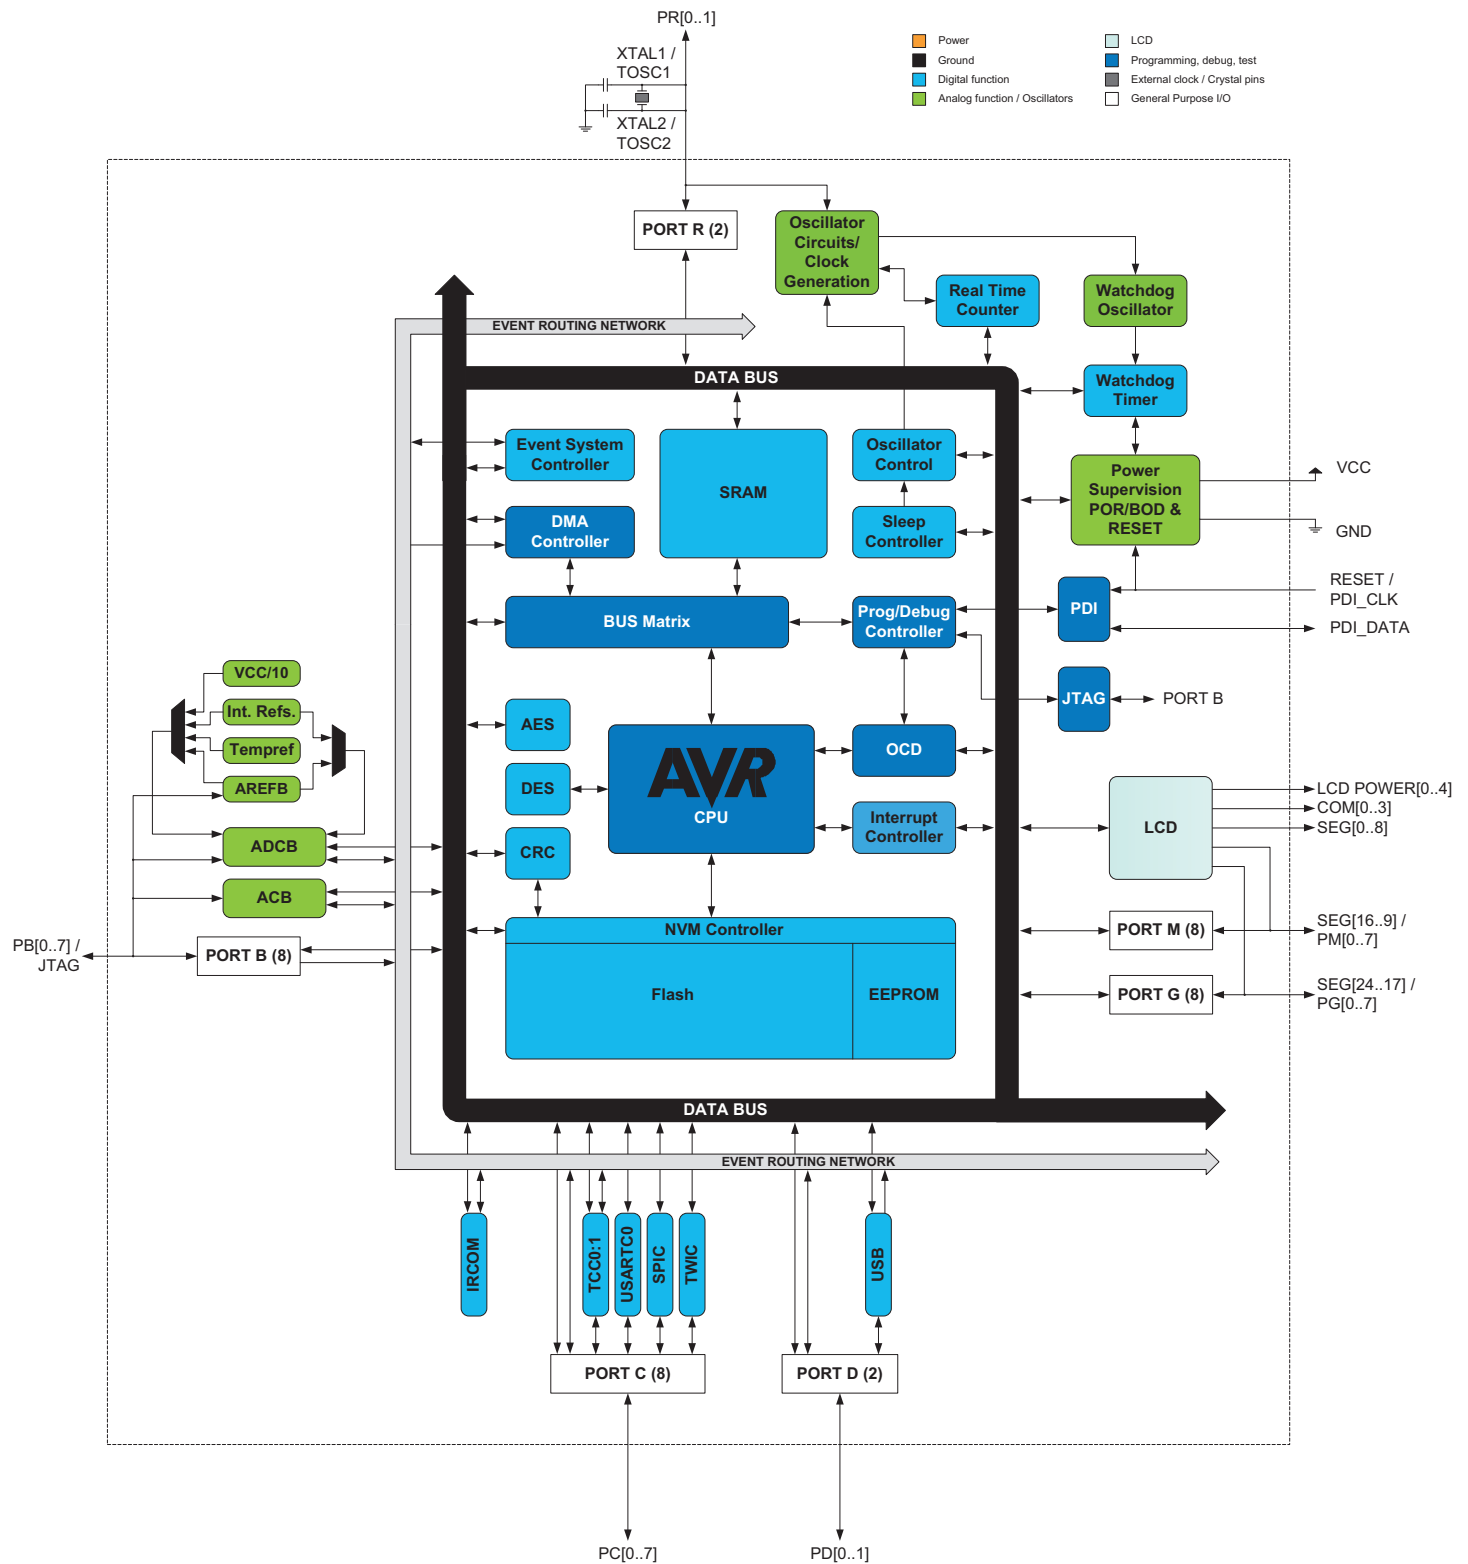 PR[0..1]
XTAL1 /
TOSC1
XTAL2 /
TOSC2
Power
Ground
Digital function
Analog function / Oscillators
LCD
Programming, debug, test
External clock / Crystal pins
General Purpose I/O
PORT R (2)
Oscillator
Circuits/
Clock
Generation
Real Time
Counter
Watchdog
Oscillator
EVENT ROUTING NETWORK
DATA BUS
Watchdog
Timer
Event System
Controller
SRAM
Oscillator
Control
Power
Supervision
POR/BOD &
RESET
VCC
GND
DMA
Controller
Sleep
Controller
RESET /
PDI_CLK
PDI_DATA
BUS Matrix
Prog/Debug
Controller
PDI
JTAG
PORT B
VCC/10
Int. Refs.
Tempref
AREFB
ADCB
ACB
PB[0..7] /
JTAG
PORT B (8)
AES
DES
CRC
AVR
CPU
OCD
Interrupt
Controller
LCD
LCD POWER[0..4]
COM[0..3]
SEG[0..8]
PORT M (8)
SEG[16..9] /
PM[0..7]
PORT G (8)
SEG[24..17] /
PG[0..7]
NVM Controller
Flash
EEPROM
DATA BUS
EVENT ROUTING NETWORK
IRCOM
TCC0:1
USARTC0
SPIC
TWIC
USB
PORT C (8)
PORT D (2)
PC[0..7]
PD[0..1]